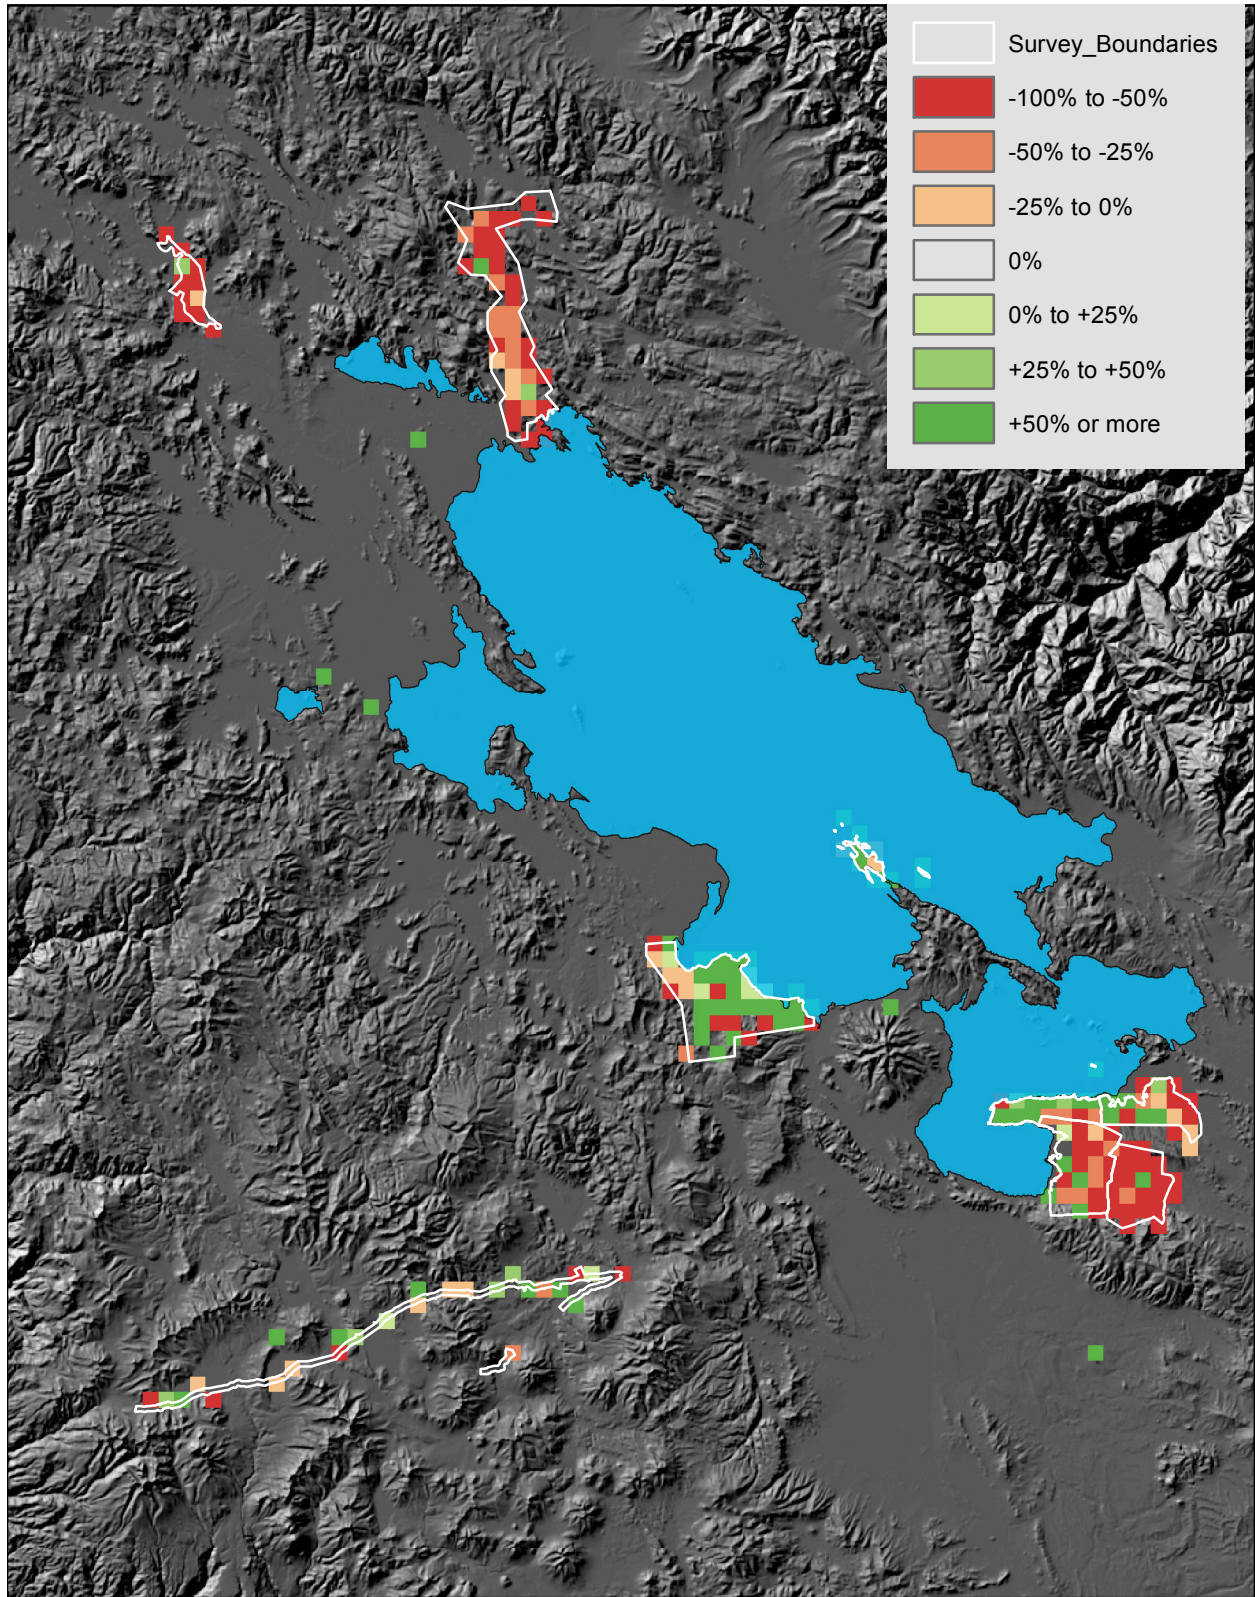 Survey_Boundaries
-100% to -50%
-50% to -25%
-25% to 0%
0%
0% to +25%
+25% to +50%
+50% or more